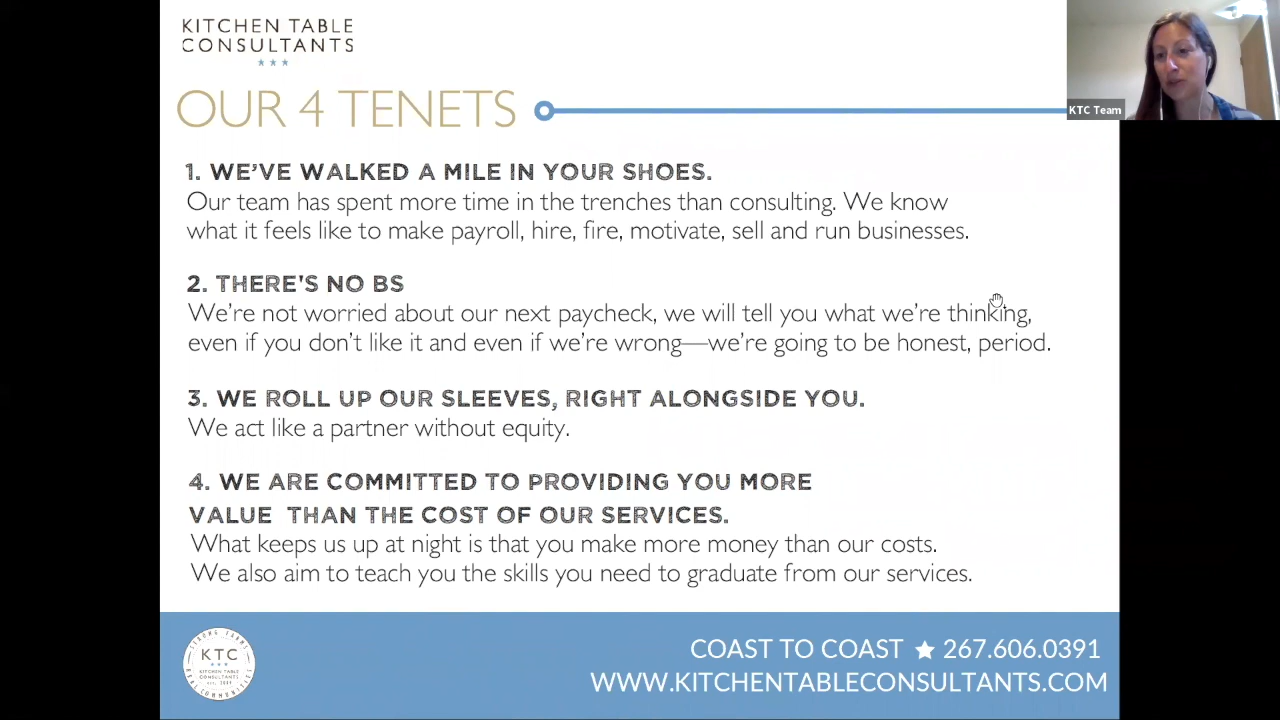 KITCHEN TABLE
CONSULTANTS
OUR 4 TENETS
KTC Team
1. WE'VE WALKED A MILE IN YOUR SHOES.
Our team has spent more time in the trenches than consulting. We know
what it feels like to make payroll, hire, fire, motivate, sell and run businesses.
2. THERE'S NO BS
We're not worried about our next paycheck, we will tell you what we're thinking,
even if you don't like it and even if we're wrong—we're going to be honest, period.
3. WE ROLL UP OUR SLEEVES, RIGHT ALONGSIDE YOU.
We act like a partner without equity.
4. WE ARE COMMITTED TO PROVIDING YOU MORE
VALUE THAN THE COST OF OUR SERVICES.
What keeps us up at night is that you make more money than our costs.
We also aim to teach you the skills you need to graduate from our services.
STRONG FARMS
KTC
KITCHEN TABLE
CONSULTANTS
REAL COMMUNITIES
COAST TO COAST ★ 267.606.0391
WWW.KITCHENTABLECONSULTANTS.COM